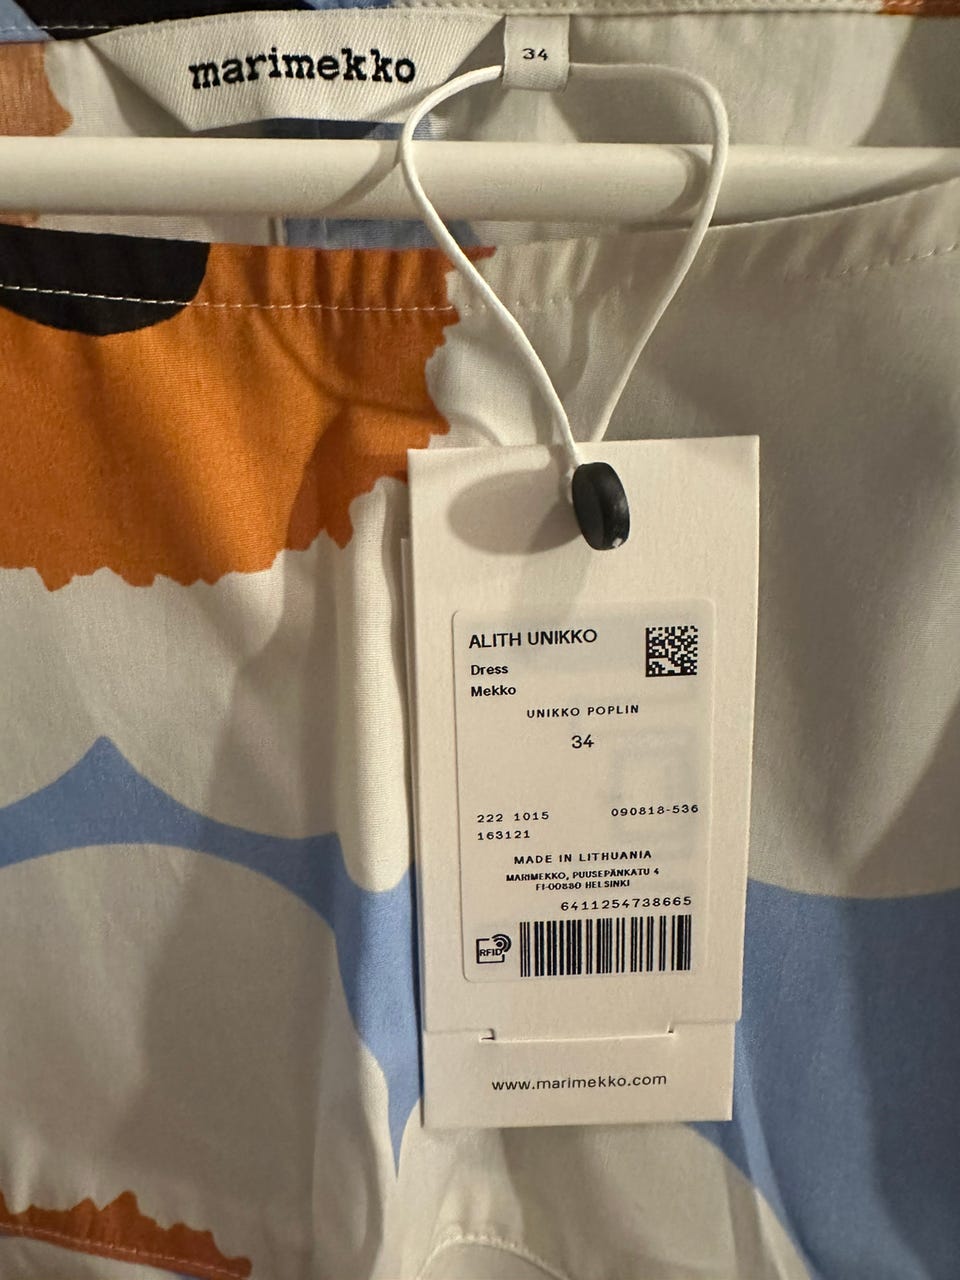 marimekko
34
ALITH UNIKKO
Dress
Mekko
UNIKKO POPLIN
34
222 1015 090818-536
163121
MADE IN LITHUANIA
MARIMEKKO, PUUSEPÄNKATU 4
FI-00880 HELSINKI
6411254738665
RFID
www.marimekko.com